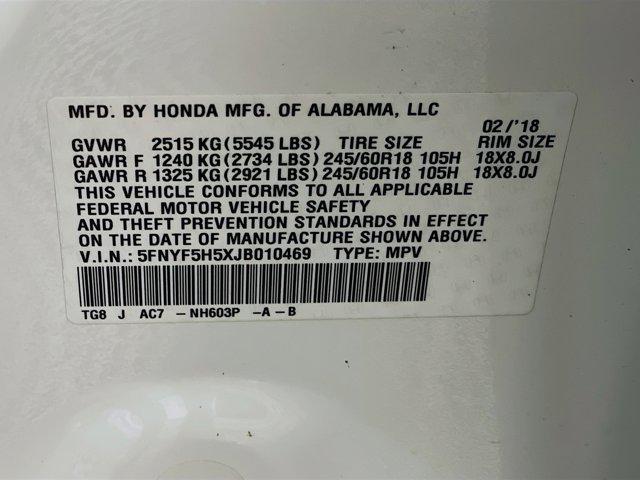 MFD. BY HONDA MFG. OF ALABAMA, LLC
02/'18
GVWR 2515 KG(5545 LBS) TIRE SIZE RIM SIZE
GAWR F 1240 KG(2734 LBS) 245/60R18 105H 18X8.0J
GAWR R 1325 KG(2921 LBS) 245/60R18 105H 18X8.0J
THIS VEHICLE CONFORMS TO ALL APPLICABLE
FEDERAL MOTOR VEHICLE SAFETY
AND THEFT PREVENTION STANDARDS IN EFFECT
ON THE DATE OF MANUFACTURE SHOWN ABOVE.
V.I.N.: 5FNYF5H5XJB010469 TYPE: MPV
TG8 J AC7 -NH603P -A-B